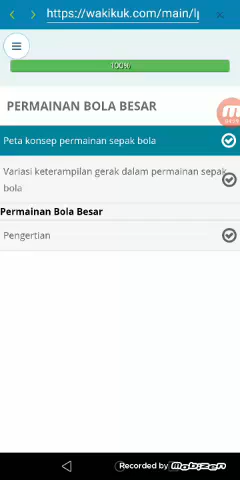 https://wakikuk.com/main/lp
100%
PERMAINAN BOLA BESAR
Peta konsep permainan sepak bola
Variasi keterampilan gerak dalam permainan sepak
bola
Permainan Bola Besar
Pengertian
Recorded by Mobizen